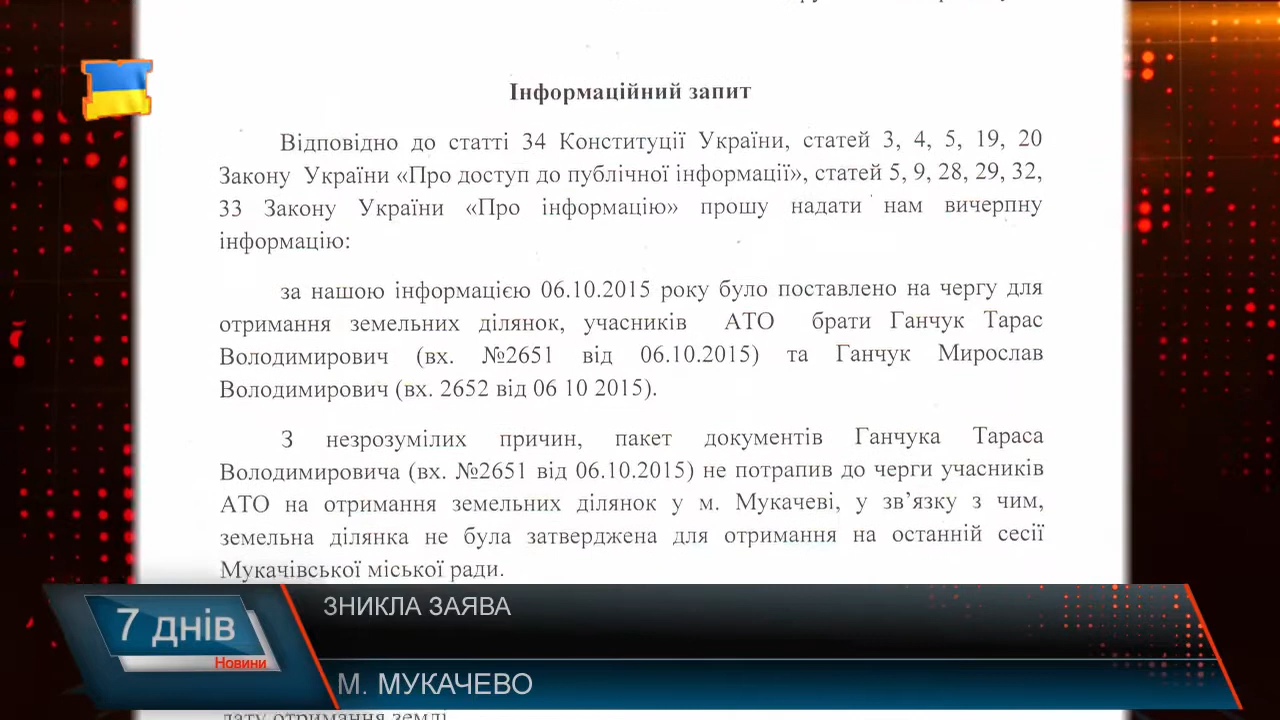 Інформаційний запит
Відповідно до статті 34 Конституції України, статей 3, 4, 5, 19, 20
Закону України «Про доступ до публічної інформації», статей 5, 9, 28, 29, 32,
33 Закону України «Про інформацію» прошу надати нам вичерпну
інформацію:
за нашою інформацією 06.10.2015 року було поставлено на чергу для
отримання земельних ділянок, учасників АТО брати Ганчук Тарас
Володимирович (вх. №2651 від 06.10.2015) та Ганчук Мирослав
Володимирович (вх. 2652 від 06 10 2015).
З незрозумілих причин, пакет документів Ганчука Тараса
Володимировича (вх. №2651 від 06.10.2015) не потрапив до черги учасників
АТО на отримання земельних ділянок у м. Мукачеві, у зв’язку з чим,
земельна ділянка не була затверджена для отримання на останній сесії
Мукачівської міської ради.
ЗНИКЛА ЗАЯВА
7 днів
Новини
М. МУКАЧЕВО
дату отримання землі